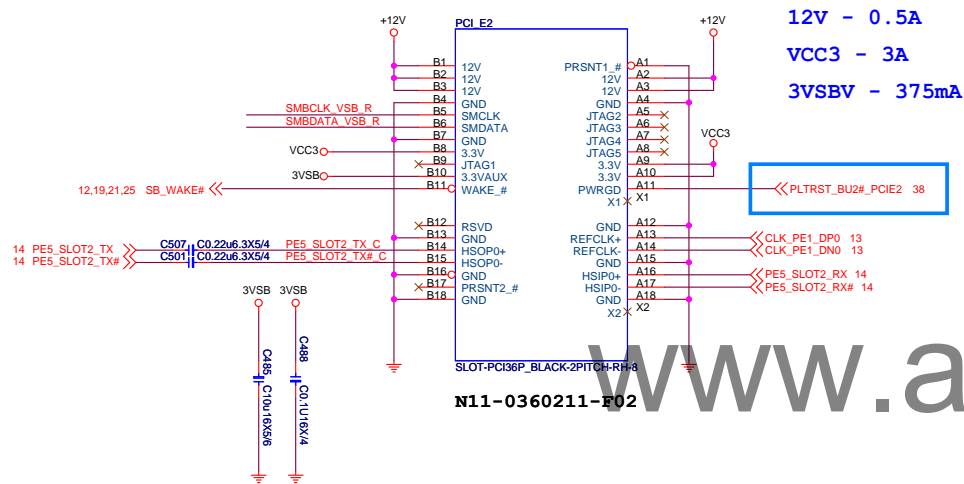 12V - 0.5A
VCC3 - 3A
3VSBV - 375mA
+12V
PCI_E2
+12V
B1 12V PRSNT1_# A1
B2 12V 12V A2
B3 12V 12V A3
B4 GND GND A4
SMBCLK_VSB_R B5 SMCLK JTAG2 A5
SMBDATA_VSB_R B6 SMDATA JTAG3 A6
B7 GND JTAG4 A7
VCC3 B8 3.3V JTAG5 A8
VCC3
B9 JTAG1 3.3V A9
3VSB B10 3.3VAUX 3.3V A10
12,19,21,25 SB_WAKE# B11 WAKE_# PWRGD A11 PLTRST_BU2#_PCIE2 38
X1 X1
B12 RSVD GND A12
B13 GND REFCLK+ A13 CLK_PE1_DP0 13
14 PE5_SLOT2_TX C507 C0.22u6.3X5/4 PE5_SLOT2_TX_C B14 HSOP0+ REFCLK- A14 CLK_PE1_DN0 13
14 PE5_SLOT2_TX# C501 C0.22u6.3X5/4 PE5_SLOT2_TX#_C B15 HSOP0- GND A15
B16 GND HSIP0+ A16 PE5_SLOT2_RX 14
B17 PRSNT2_# HSIP0- A17 PE5_SLOT2_RX# 14
B18 GND GND A18
X2 X2
3VSB 3VSB
C485 C10u16X5/6
C488 C0.1U16X/4
SLOT-PCI36P_BLACK-2PITCH-RH-8
N11-0360211-F02
www.a